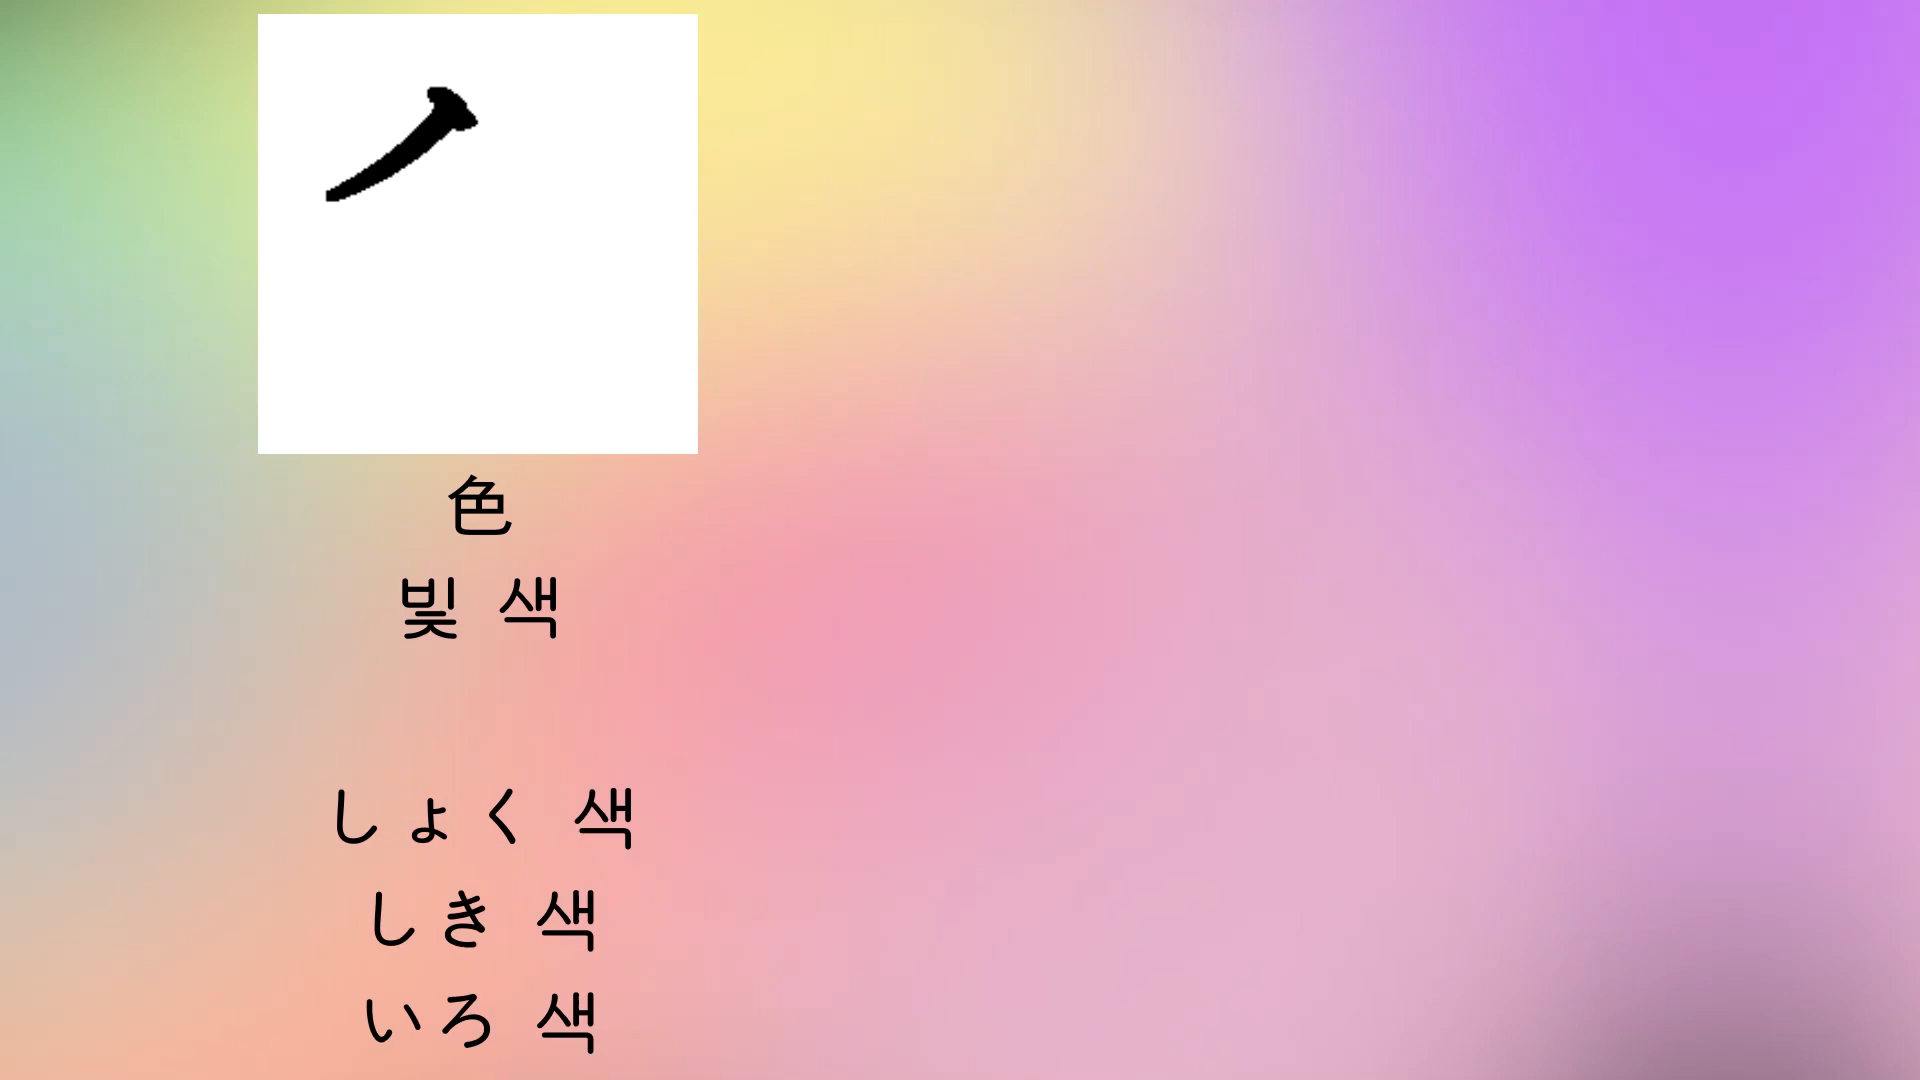 色
빛 색
しょく 색
しき 색
いろ 색